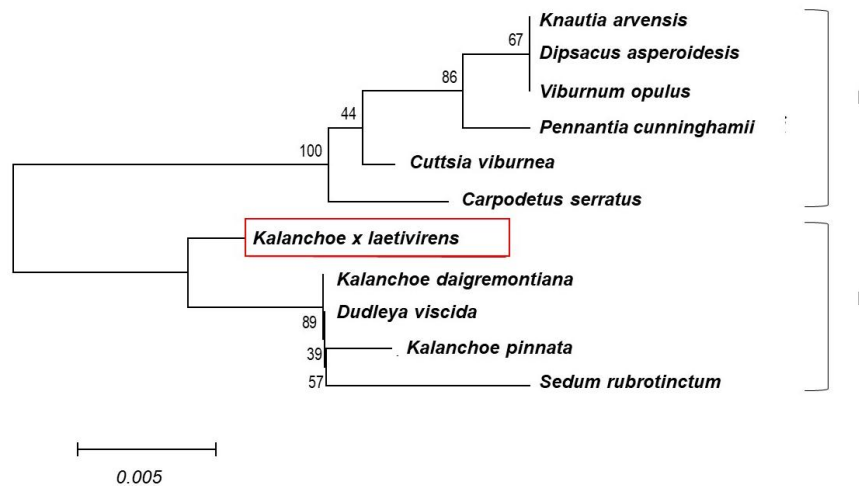 Knautia arvensis
67
Dipsacus asperoidesis
86
Viburnum opulus
44
Pennantia cunninghamii
100
Cuttsia viburnea
Carpodetus serratus
Kalanchoe x laetivirens
Kalanchoe daigremontiana
Dudleya viscida
89
Kalanchoe pinnata
39
Sedum rubrotinctum
57
0.005